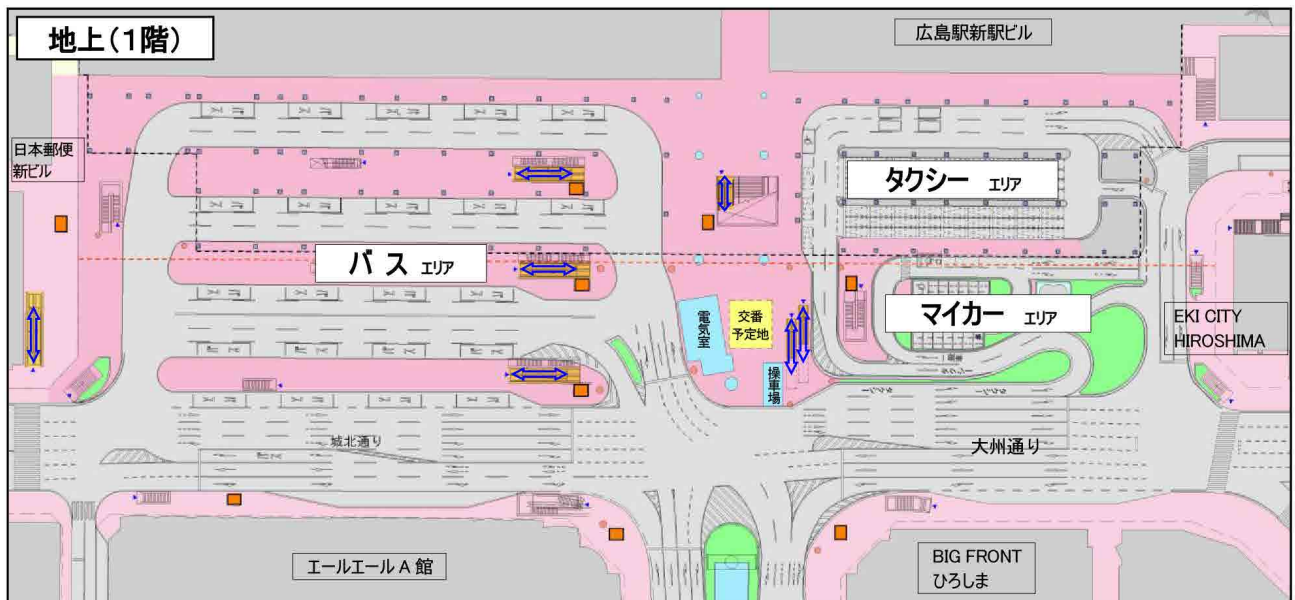 地上(1階)
広島駅新駅ビル
日本郵便
新ビル
タクシー エリア
バス エリア
マイカー エリア
電気室
交番
予定地
EKI CITY
HIROSHIMA
操車場
城北通り
大州通り
エールエール A 館
BIG FRONT
ひろしま